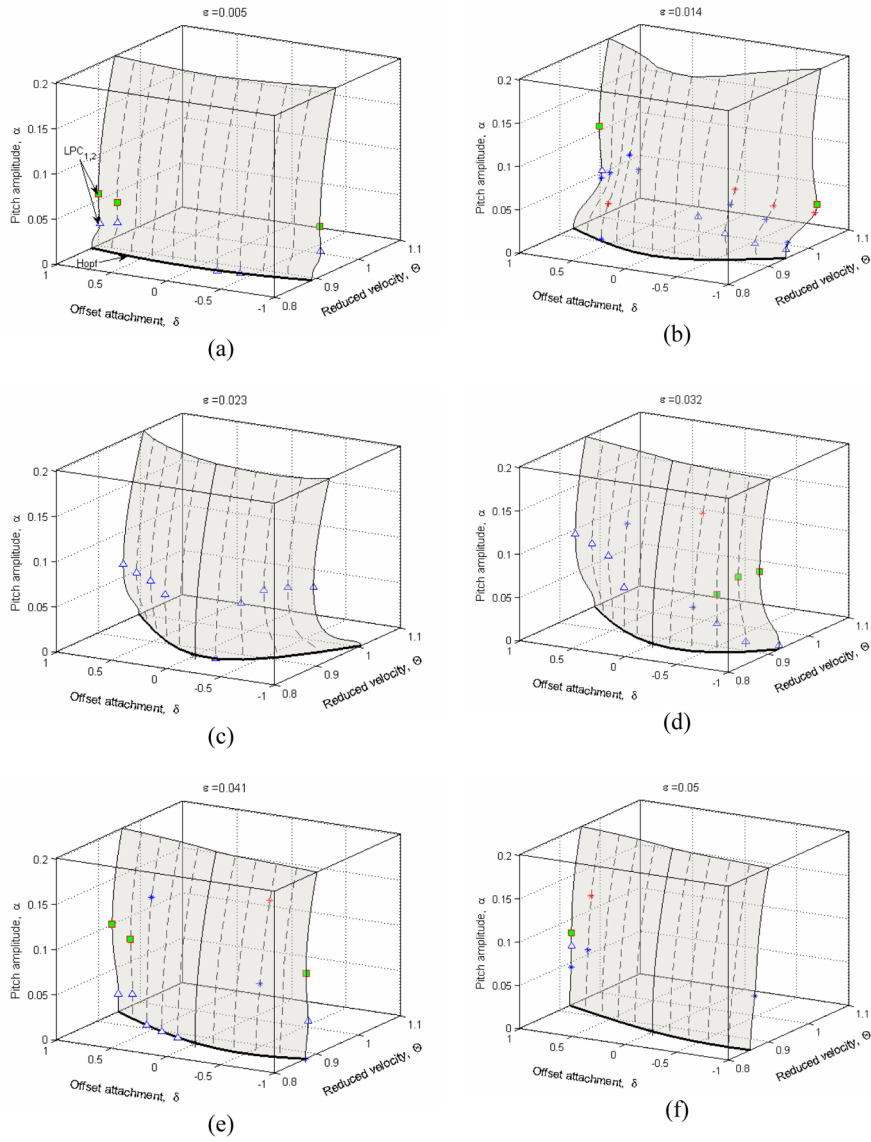 ε=0.005
Pitch amplitude, α
0.2
0.15
0.1
0.05
0
LPC1,2
Hopf
1
0.5
0
-0.5
-1
Offset attachment, δ
0.8
0.9
1
1.1
Reduced velocity, Θ
(a)
ε=0.014
Pitch amplitude, α
0.2
0.15
0.1
0.05
0
1
0.5
0
-0.5
-1
Offset attachment, δ
0.8
0.9
1
1.1
Reduced velocity, Θ
(b)
ε=0.023
Pitch amplitude, α
0.2
0.15
0.1
0.05
0
1
0.5
0
-0.5
-1
Offset attachment, δ
0.8
0.9
1
1.1
Reduced velocity, Θ
(c)
ε=0.032
Pitch amplitude, α
0.2
0.15
0.1
0.05
0
1
0.5
0
-0.5
-1
Offset attachment, δ
0.8
0.9
1
1.1
Reduced velocity, Θ
(d)
ε=0.041
Pitch amplitude, α
0.2
0.15
0.1
0.05
0
1
0.5
0
-0.5
-1
Offset attachment, δ
0.8
0.9
1
1.1
Reduced velocity, Θ
(e)
ε=0.05
Pitch amplitude, α
0.2
0.15
0.1
0.05
0
1
0.5
0
-0.5
-1
Offset attachment, δ
0.8
0.9
1
1.1
Reduced velocity, Θ
(f)